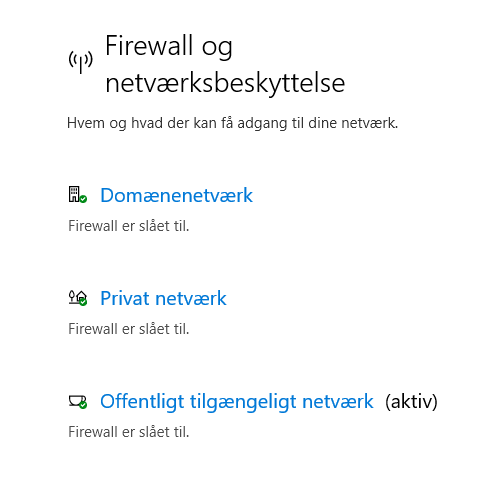 Firewall og
netværksbeskyttelse
Hvem og hvad der kan få adgang til dine netværk.
Domænenetværk
Firewall er slået til.
Privat netværk
Firewall er slået til.
Offentligt tilgængeligt netværk (aktiv)
Firewall er slået til.